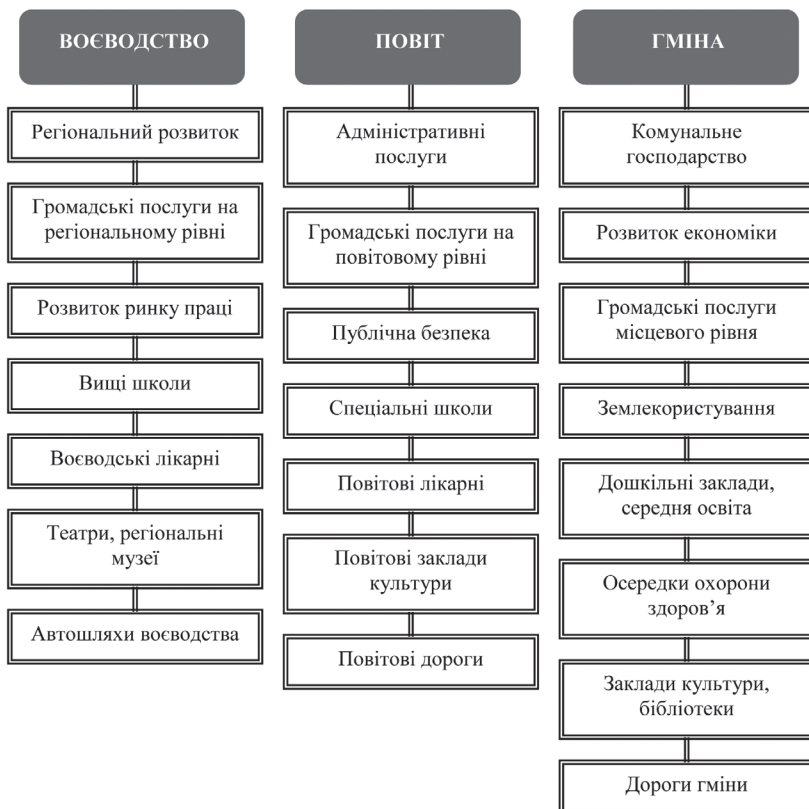 ВОЄВОДСТВО
Регіональний розвиток
Громадські послуги на
регіональному рівні
Розвиток ринку праці
Вищі школи
Воєводські лікарні
Театри, регіональні
музеї
Автошляхи воєводства
ПОВІТ
Адміністративні
послуги
Громадські послуги на
повітовому рівні
Публічна безпека
Спеціальні школи
Повітові лікарні
Повітові заклади
культури
Повітові дороги
ГМІНА
Комунальне
господарство
Розвиток економіки
Громадські послуги
місцевого рівня
Землекористування
Дошкільні заклади,
середня освіта
Осередки охорони
здоров’я
Заклади культури,
бібліотеки
Дороги гміни